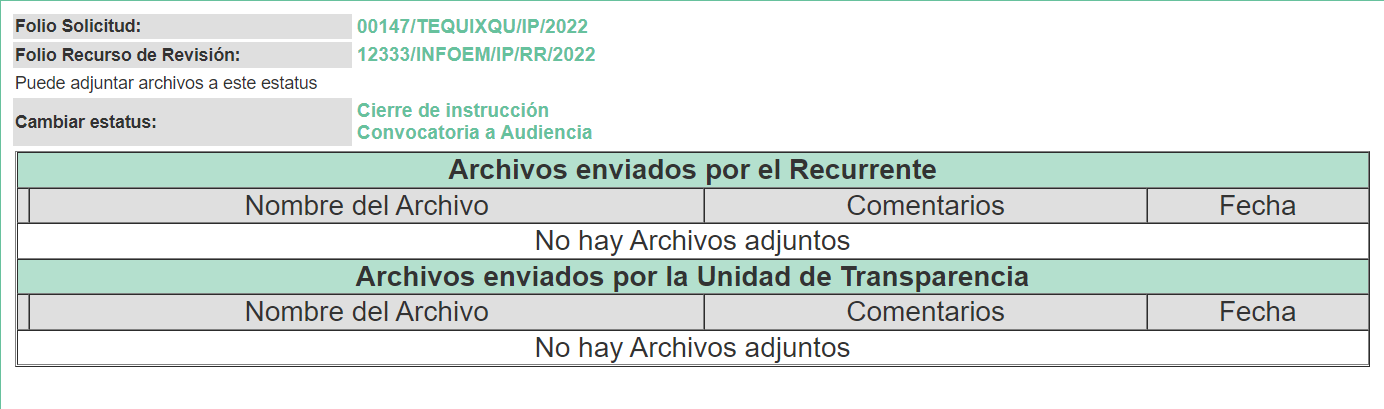 Folio Solicitud: 00147/TEQUIXQU/IP/2022
Folio Recurso de Revisión: 12333/INFOEM/IP/RR/2022
Puede adjuntar archivos a este estatus
Cambiar estatus: Cierre de instrucción
Convocatoria a Audiencia
Archivos enviados por el Recurrente
Nombre del Archivo Comentarios Fecha
No hay Archivos adjuntos
Archivos enviados por la Unidad de Transparencia
Nombre del Archivo Comentarios Fecha
No hay Archivos adjuntos